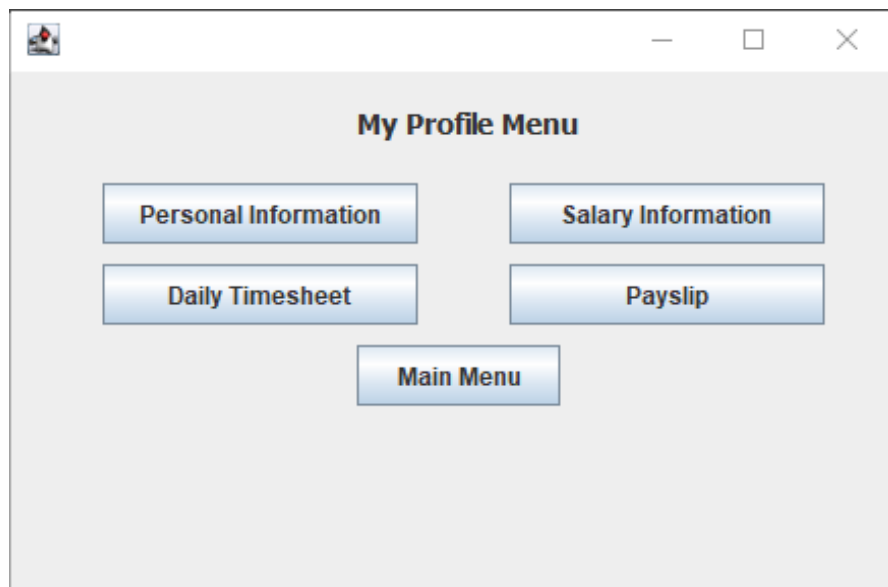 My Profile Menu
Personal Information
Salary Information
Daily Timesheet
Payslip
Main Menu